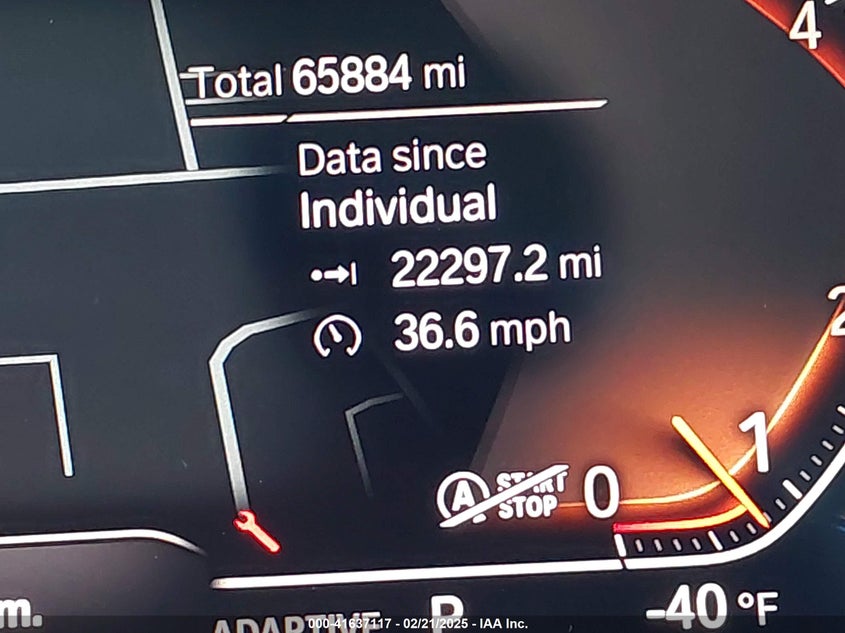 4
Total 65884 mi
Data since
Individual
22297.2 mi
36.6 mph
2
1
A START STOP 0
m.
ADAPTIVE P -40 °F
000-41637117 - 02/21/2025 - IAA Inc.